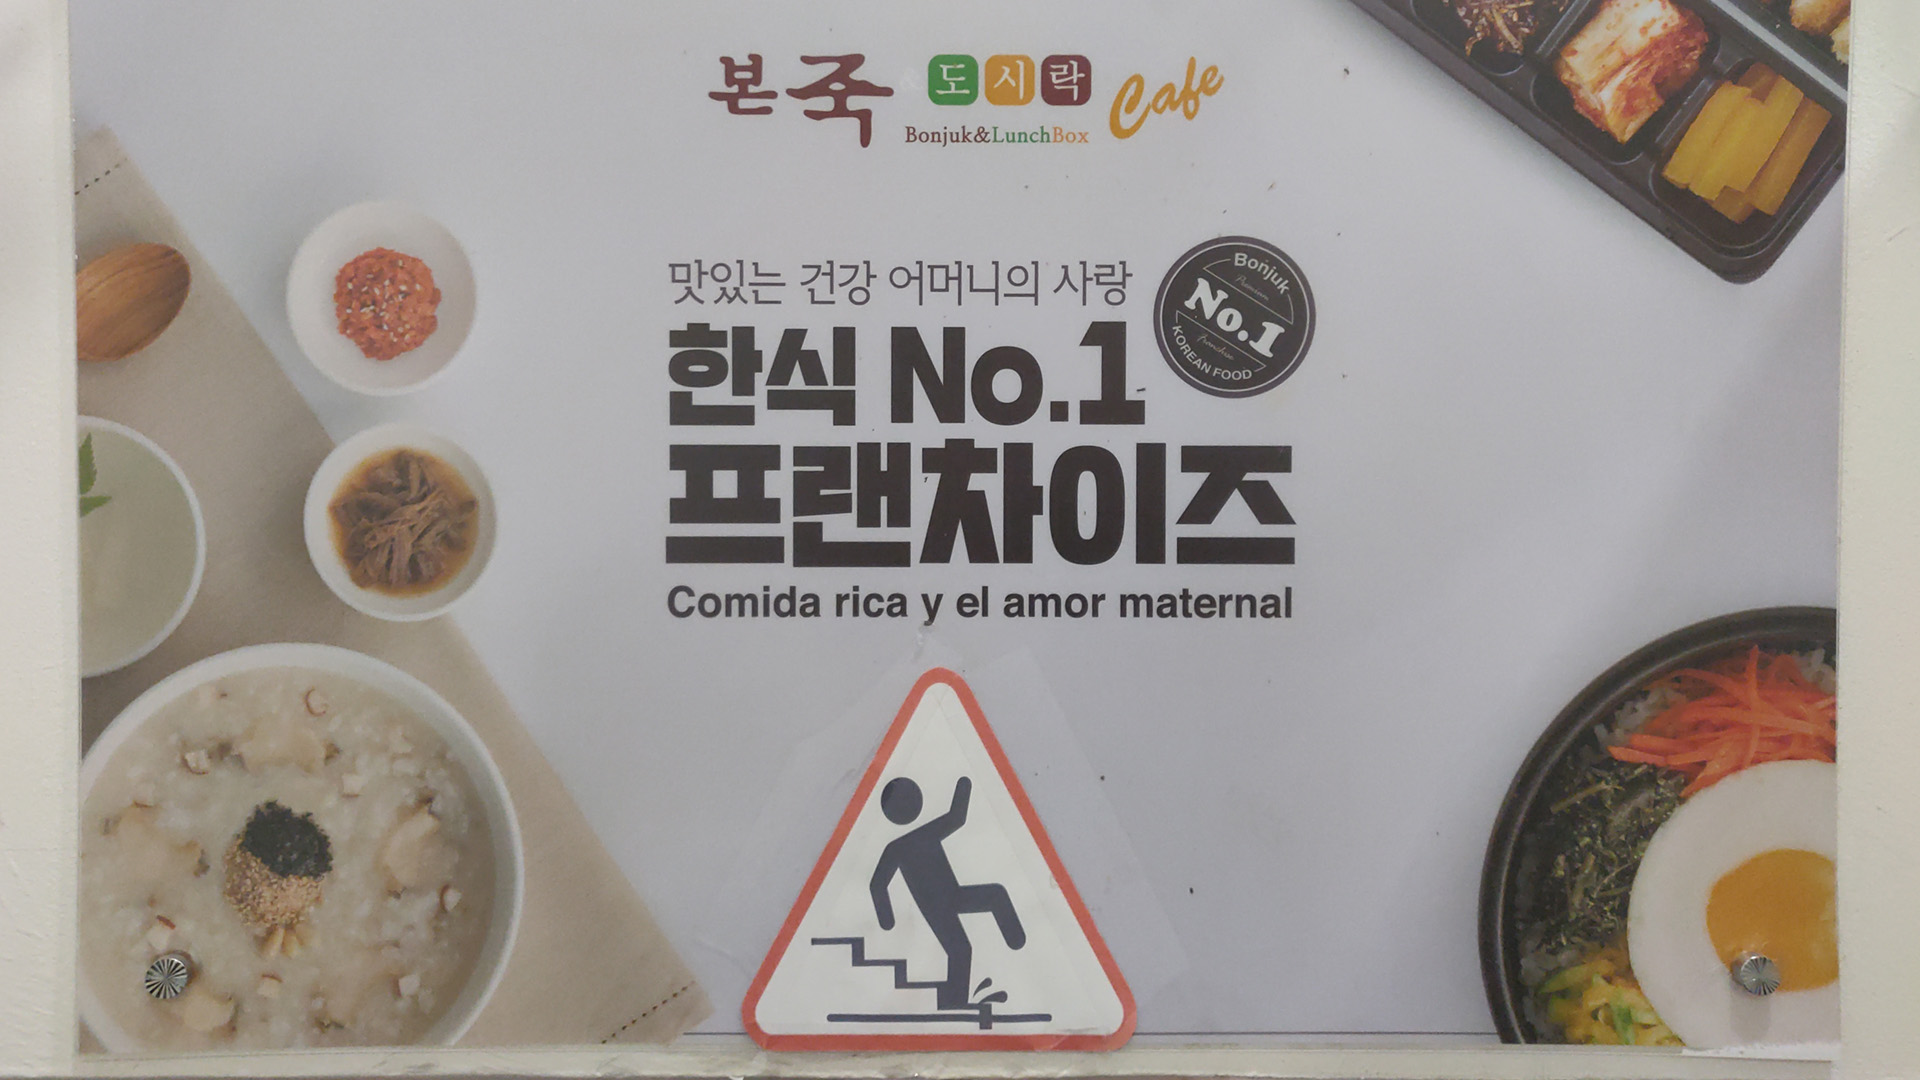 본죽 & 도시락 Cafe
Bonjuk&LunchBox
맛있는 건강 어머니의 사랑
한식 No.1
프랜차이즈
Comida rica y el amor maternal
Bonjuk
Premium
No.1
Franchise
KOREAN FOOD